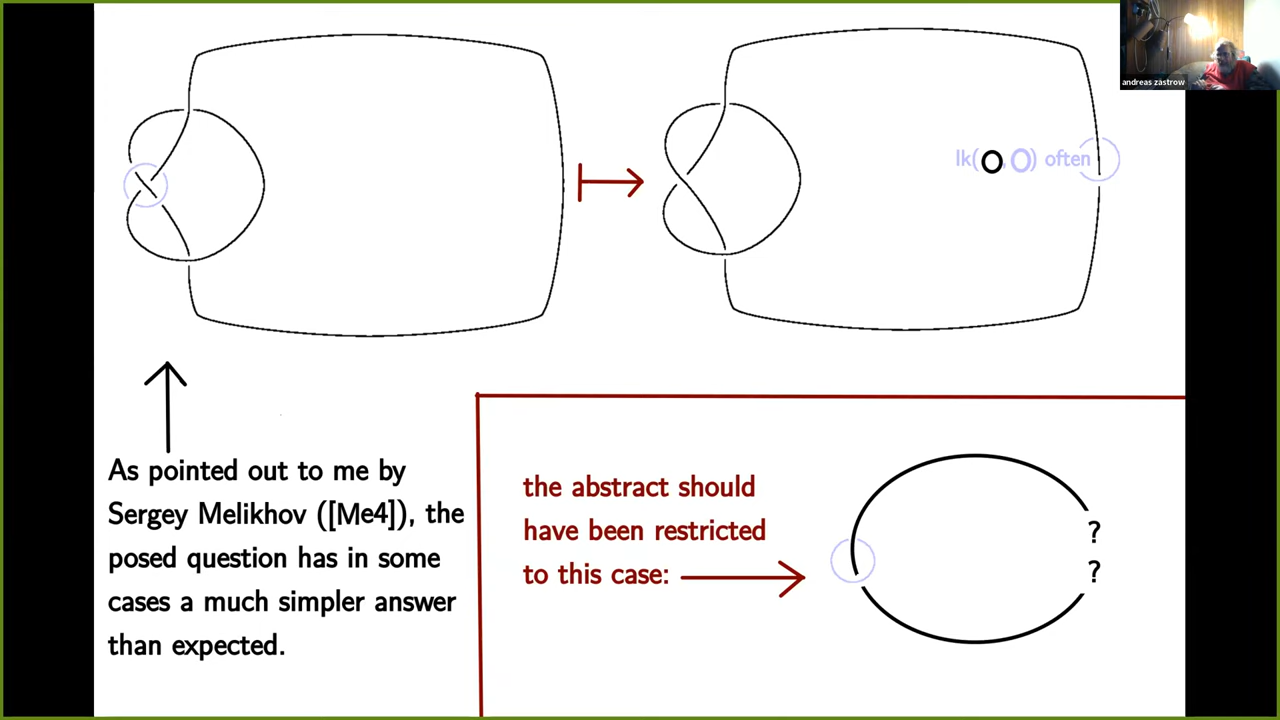 andreas zastrow
lk(O, O) often
As pointed out to me by
Sergey Melikhov ([Me4]), the
posed question has in some
cases a much simpler answer
than expected.
the abstract should
have been restricted
to this case:
?
?